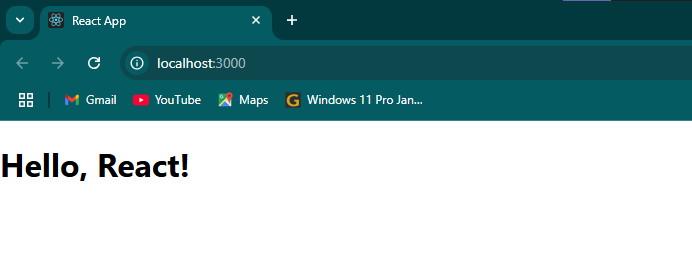 React App
localhost:3000
Gmail YouTube Maps Windows 11 Pro Jan...
Hello, React!